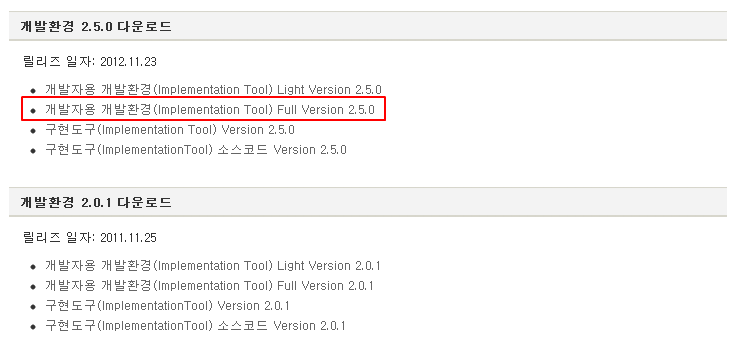 개발환경 2.5.0 다운로드
릴리즈 일자: 2012.11.23
개발자용 개발환경(Implementation Tool) Light Version 2.5.0
개발자용 개발환경(Implementation Tool) Full Version 2.5.0
구현도구(Implementation Tool) Version 2.5.0
구현도구(ImplementationTool) 소스코드 Version 2.5.0
개발환경 2.0.1 다운로드
릴리즈 일자: 2011.11.25
개발자용 개발환경(Implementation Tool) Light Version 2.0.1
개발자용 개발환경(Implementation Tool) Full Version 2.0.1
구현도구(ImplementationTool) Version 2.0.1
구현도구(ImplementationTool) 소스코드 Version 2.0.1